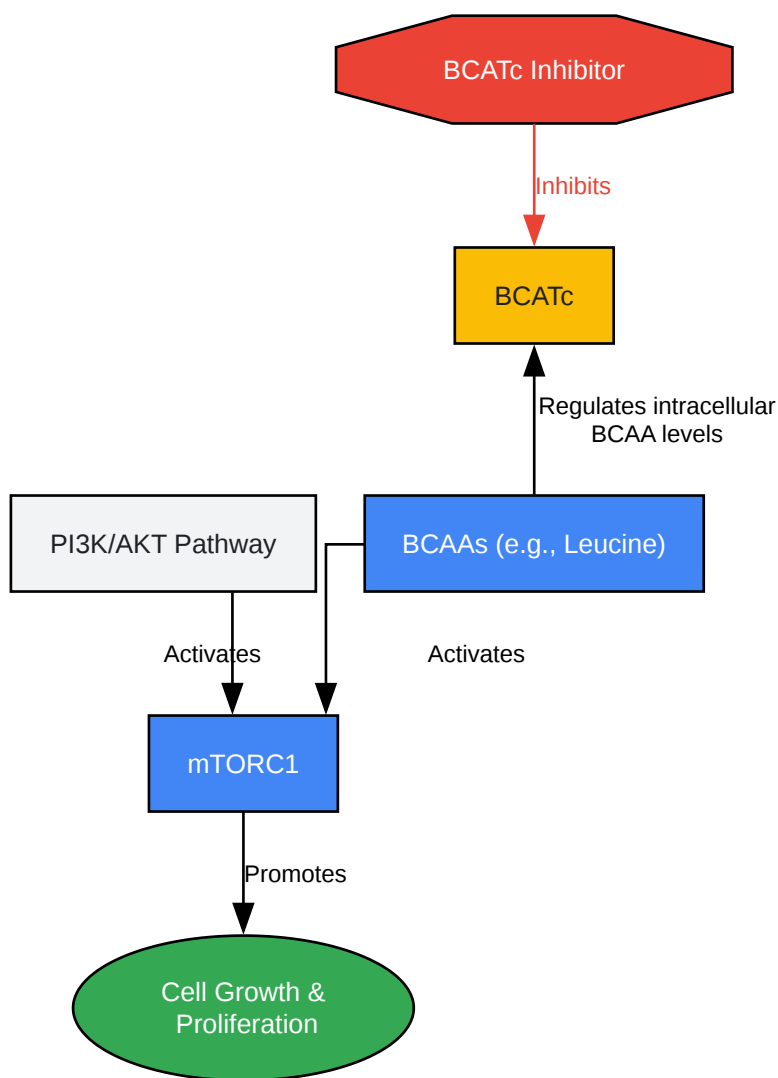 BCATc Inhibitor
Inhibits
BCATc
Regulates intracellular
BCAA levels
PI3K/AKT Pathway
BCAAs (e.g., Leucine)
Activates
Activates
mTORC1
Promotes
Cell Growth &
Proliferation